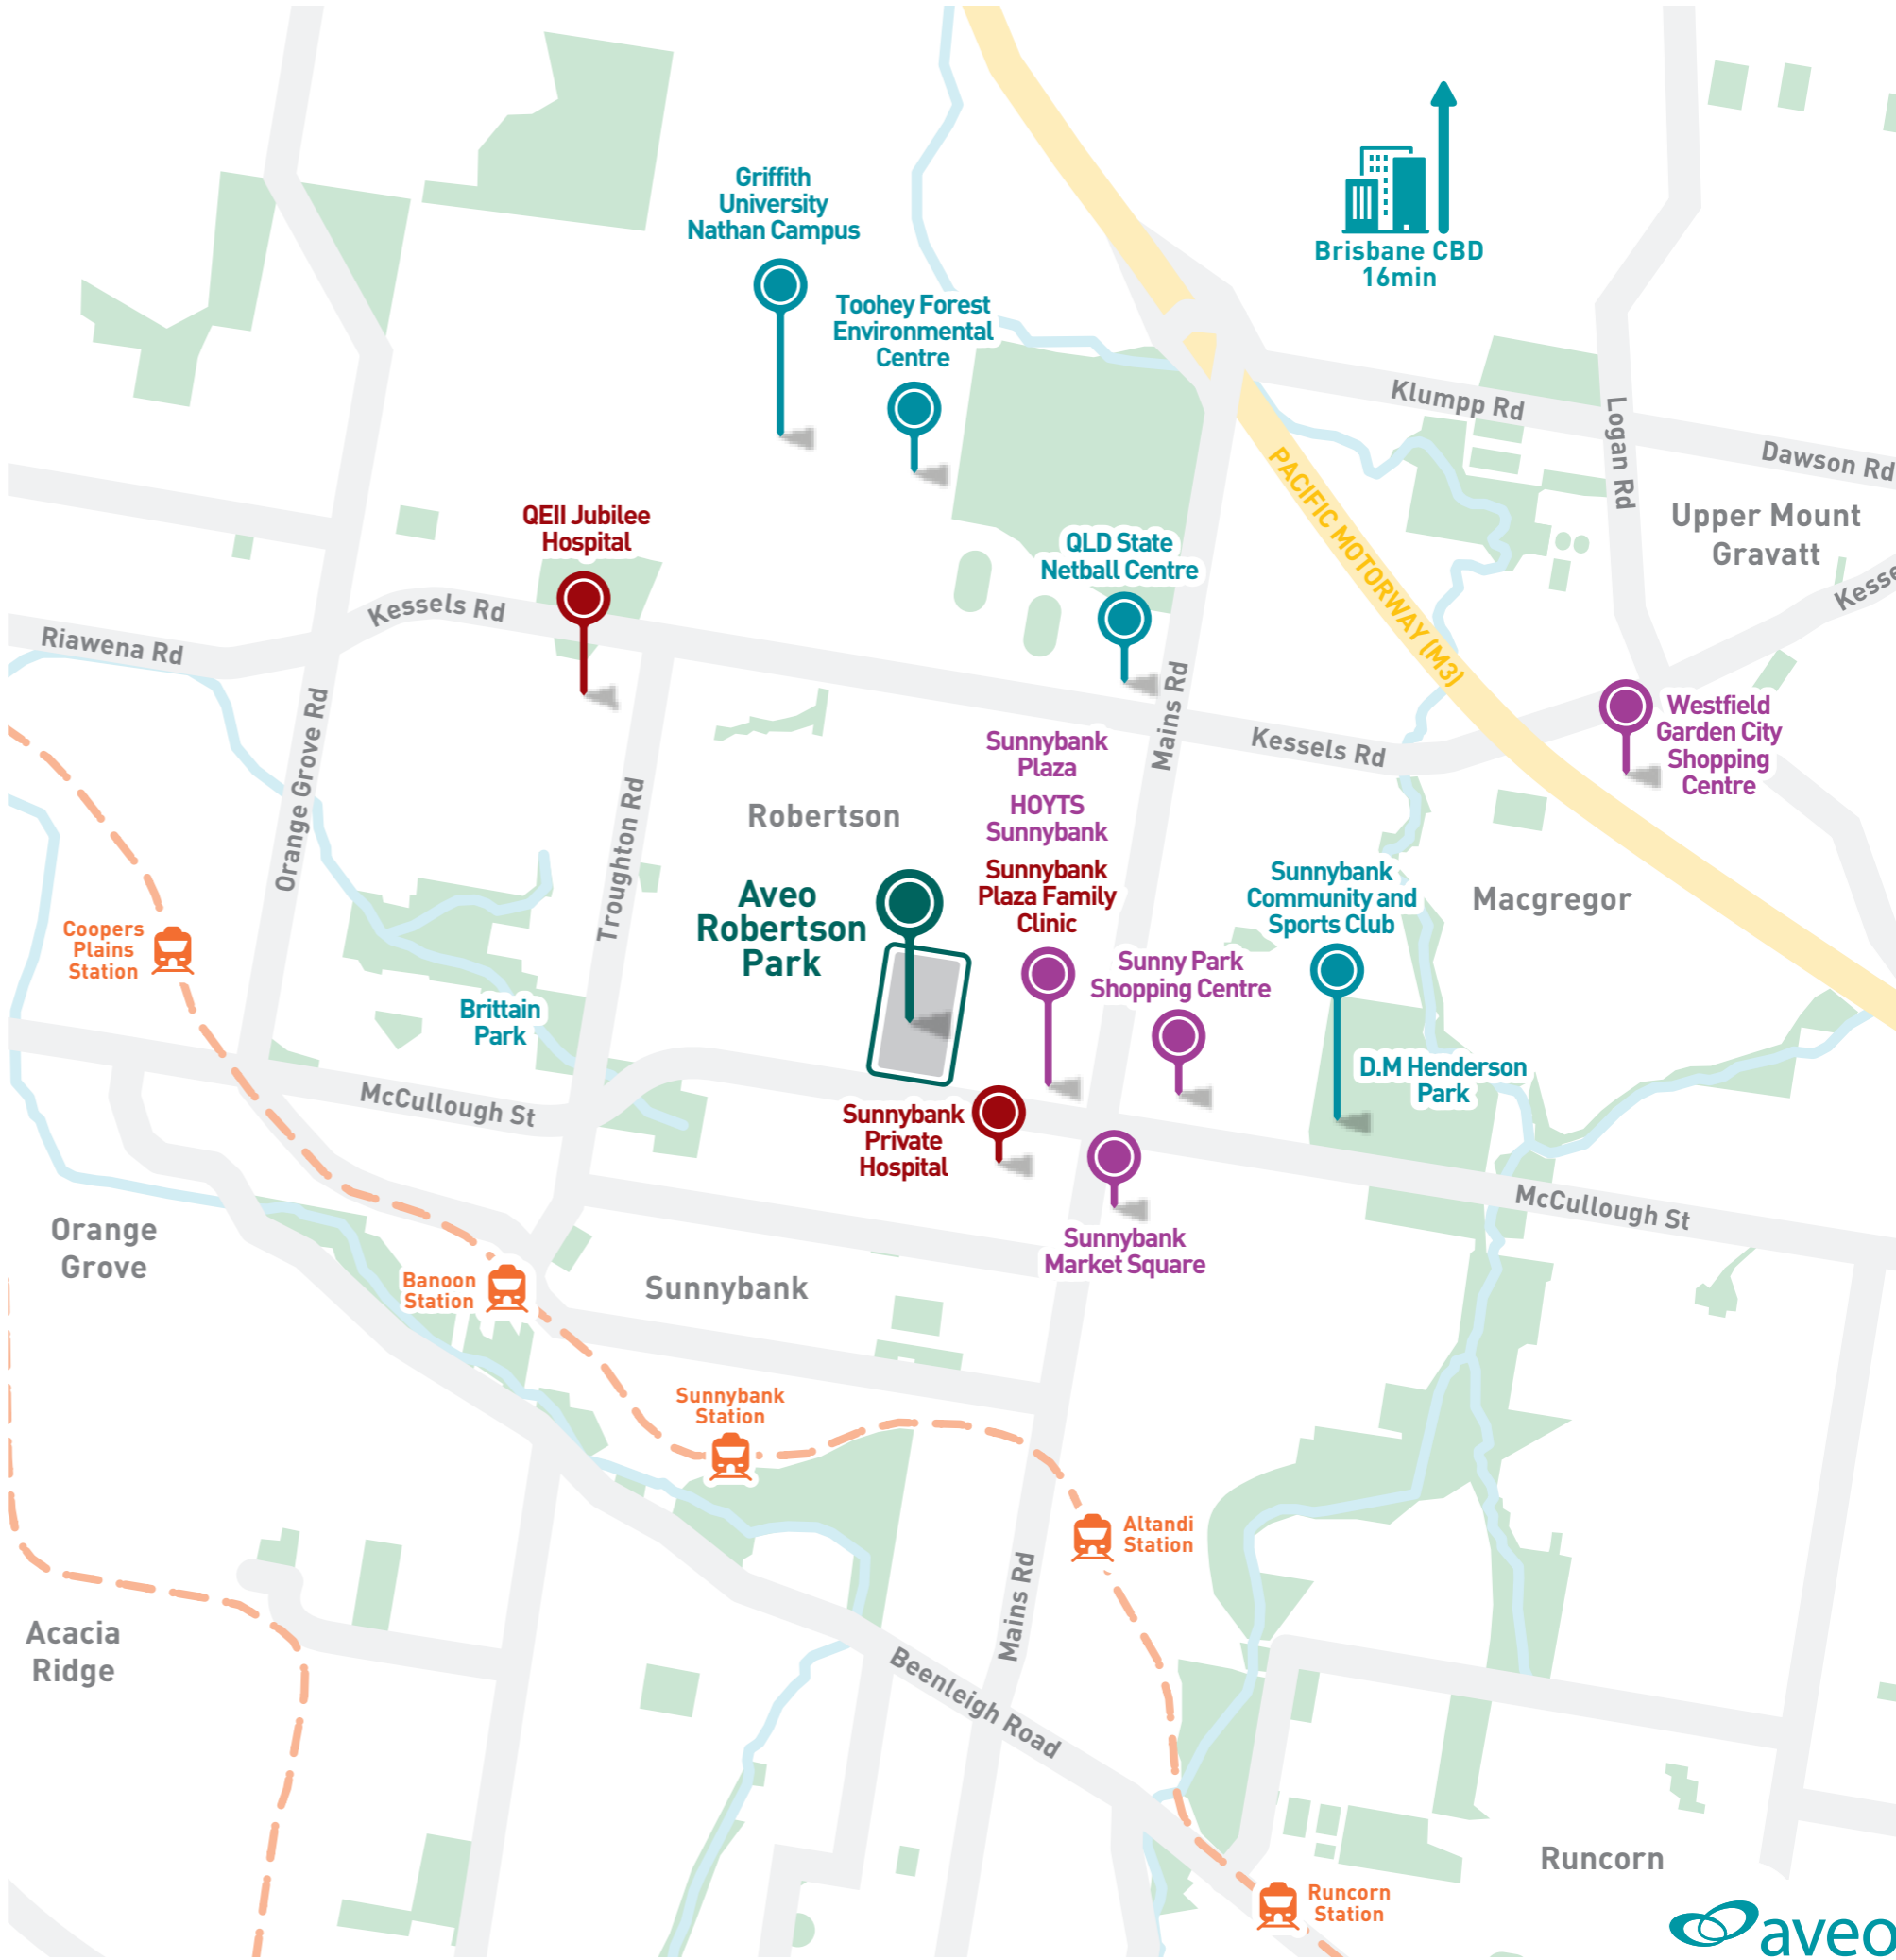 Griffith
University
Nathan Campus
Brisbane CBD
16min
Toohey Forest
Environmental
Centre
Klumpp Rd
Logan Rd
Dawson Rd
PACIFIC MOTORWAY (M3)
Upper Mount
Gravatt
QEII Jubilee
Hospital
QLD State
Netball Centre
Kessels Rd
Riawena Rd
Orange Grove Rd
Mains Rd
Kessels Rd
Westfield
Garden City
Shopping
Centre
Sunnybank
Plaza
HOYTS
Sunnybank
Sunnybank
Plaza Family
Clinic
Troughton Rd
Robertson
Aveo
Robertson
Park
Sunnybank
Community and
Sports Club
Macgregor
Coopers
Plains
Station
Sunny Park
Shopping Centre
Brittain
Park
D.M Henderson
Park
McCullough St
Sunnybank
Private
Hospital
McCullough St
Sunnybank
Market Square
Orange
Grove
Banoon
Station
Sunnybank
Sunnybank
Station
Altandi
Station
Mains Rd
Acacia
Ridge
Beenleigh Road
Runcorn
Runcorn
Station
aveo